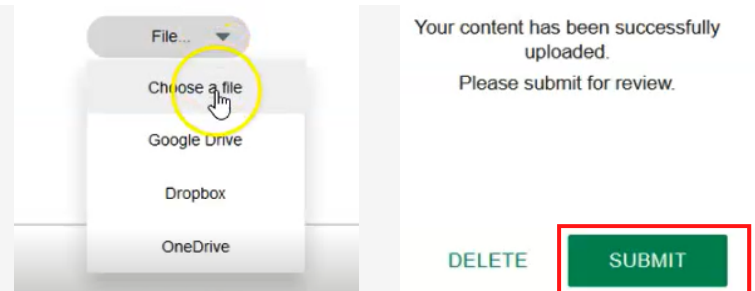 File...
Choose a file
Google Drive
Dropbox
OneDrive
Your content has been successfully
uploaded.
Please submit for review.
DELETE
SUBMIT